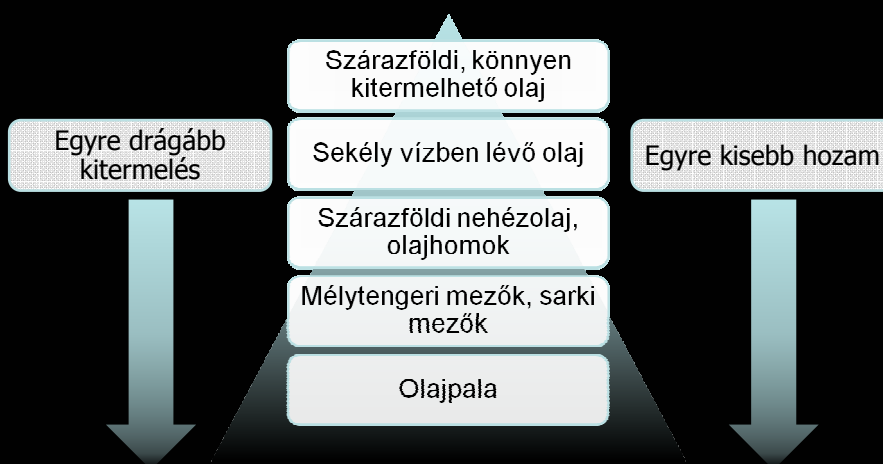 Szárazföldi, könnyen
kitermelhető olaj
Egyre drágább
kitermelés
Sekély vízben lévő olaj
Egyre kisebb hozam
Szárazföldi nehézolaj,
olajhomok
Mélytengeri mezők, sarki
mezők
Olajpala